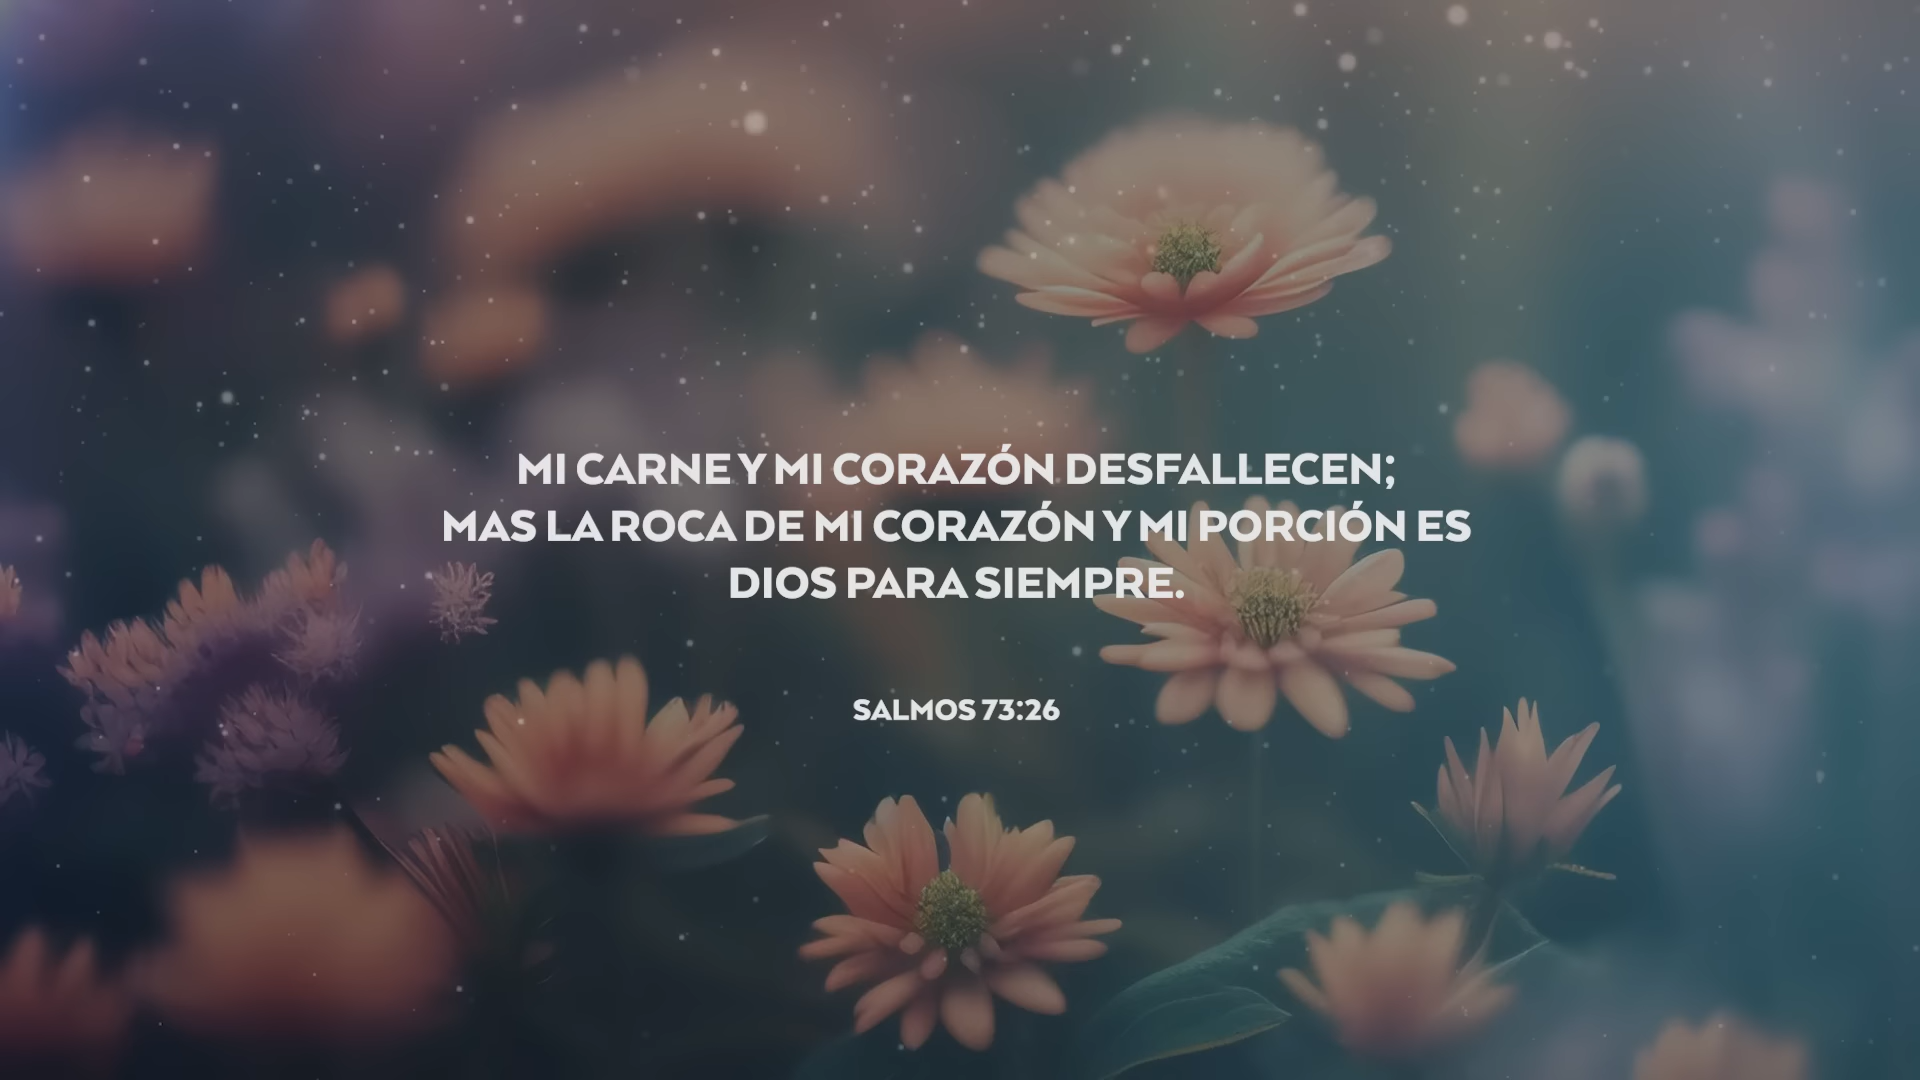 MI CARNE Y MI CORAZÓN DESFALLECEN;
MAS LA ROCA DE MI CORAZÓN Y MI PORCIÓN ES
DIOS PARA SIEMPRE.
SALMOS 73:26